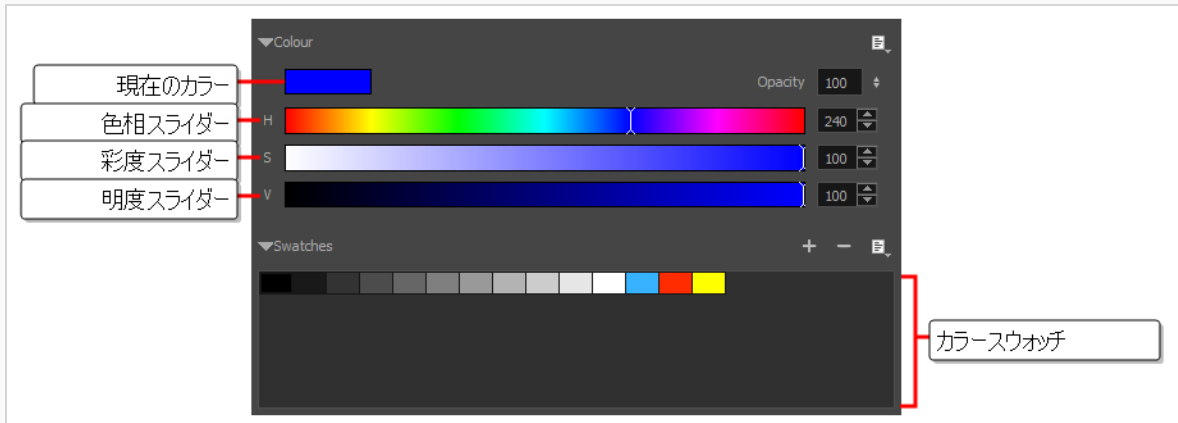 Colour
現在のカラー
Opacity 100
色相スライダー H 240
彩度スライダー S 100
明度スライダー V 100
Swatches + −
カラースウォッチ